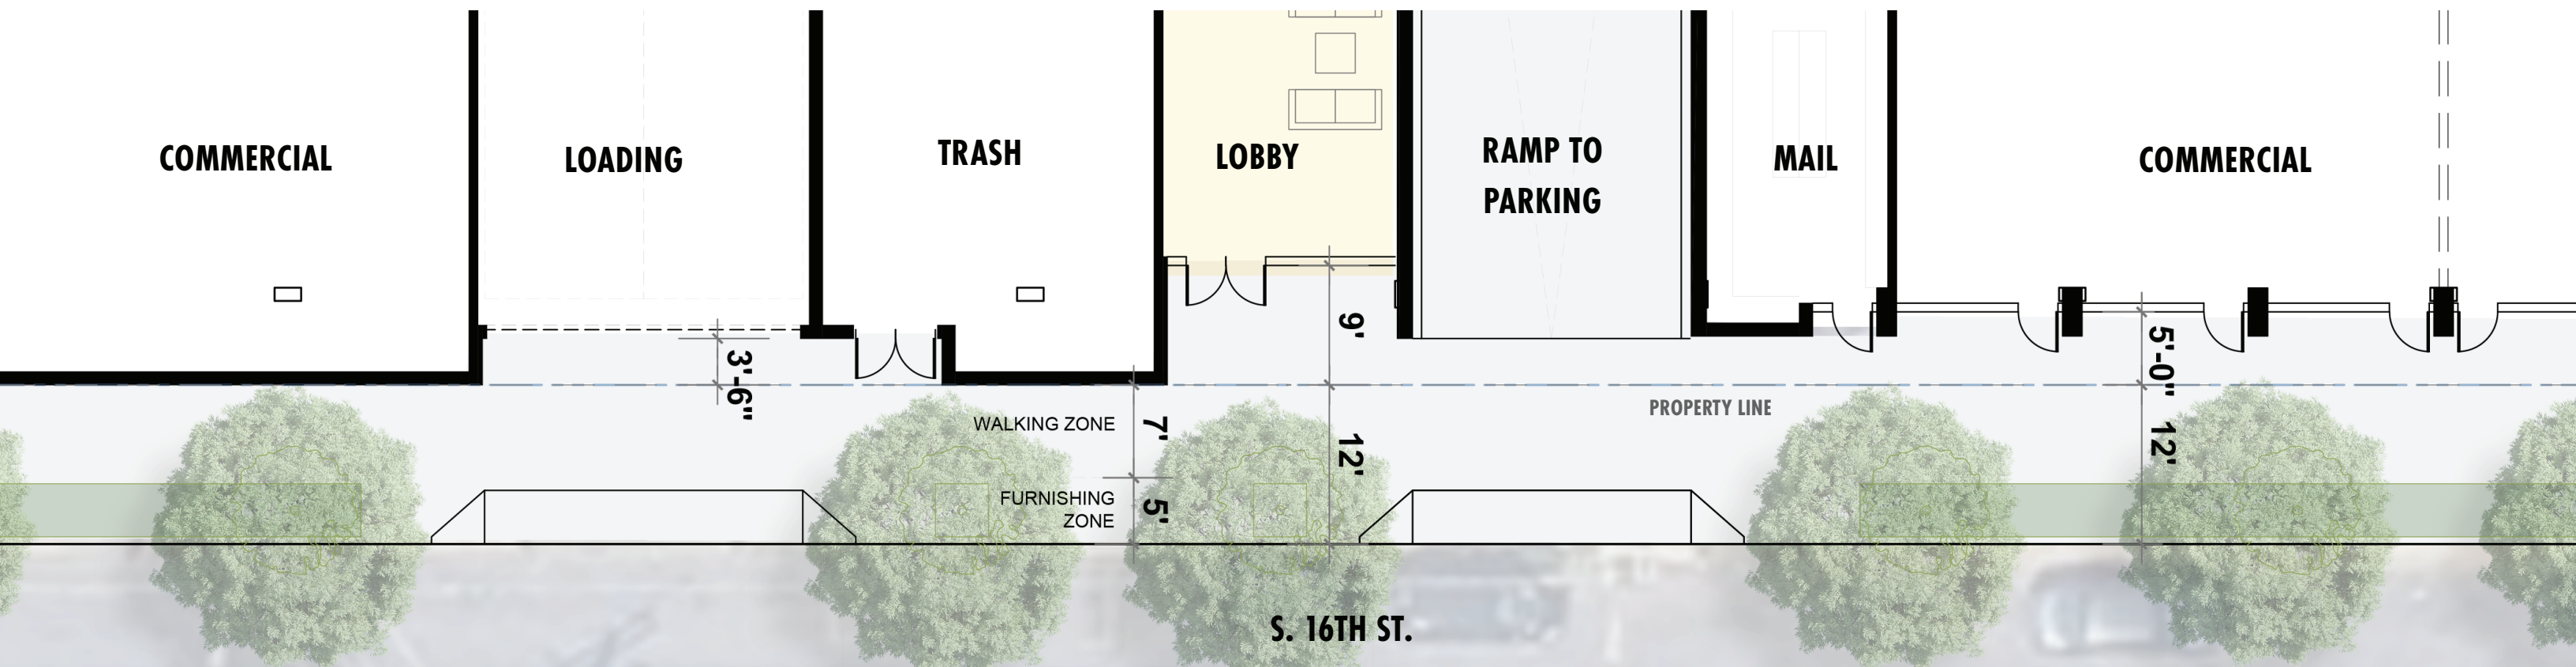 COMMERCIAL
LOADING
TRASH
LOBBY
RAMP TO
PARKING
MAIL
COMMERCIAL
3'-6"
9'
5'-0"
PROPERTY LINE
WALKING ZONE
7'
12'
12'
FURNISHING
ZONE
5'
S. 16TH ST.